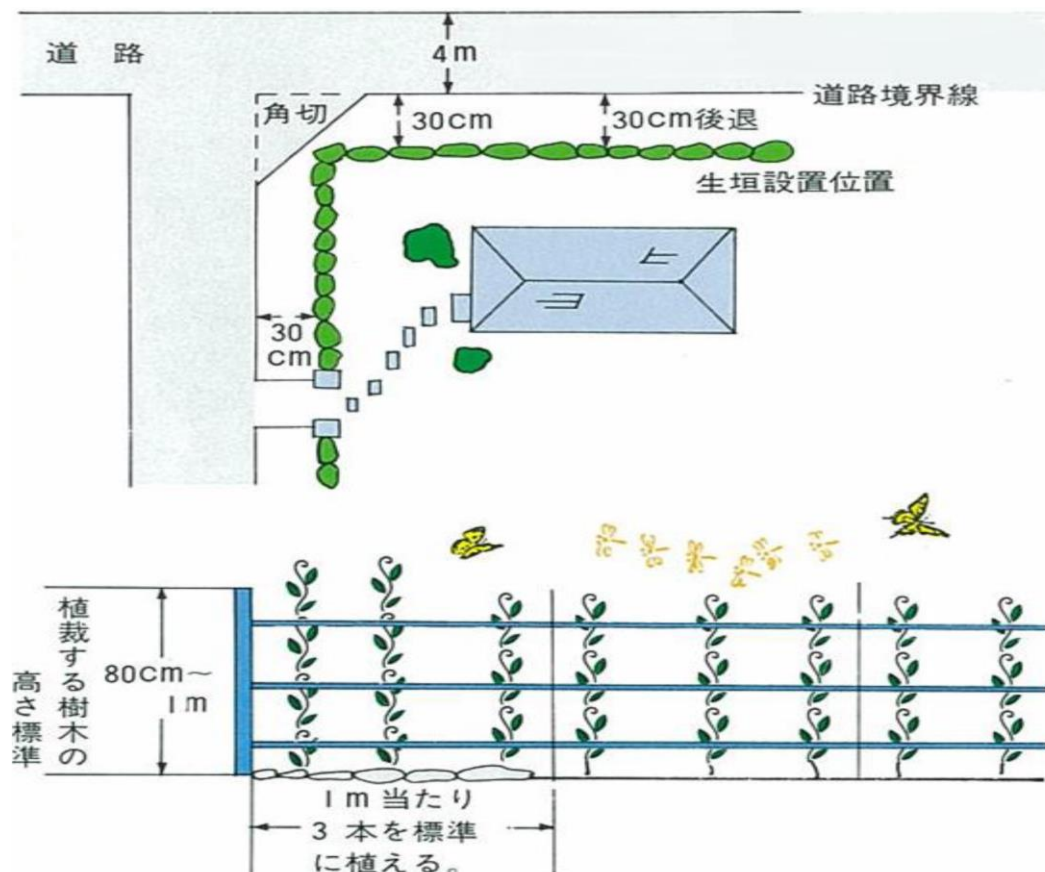 道路
4m
道路境界線
角切
30cm
30cm後退
生垣設置位置
30
cm
植裁する樹木の
高さ標準
80cm～
1m
1m当たり
3本を標準
に植える。